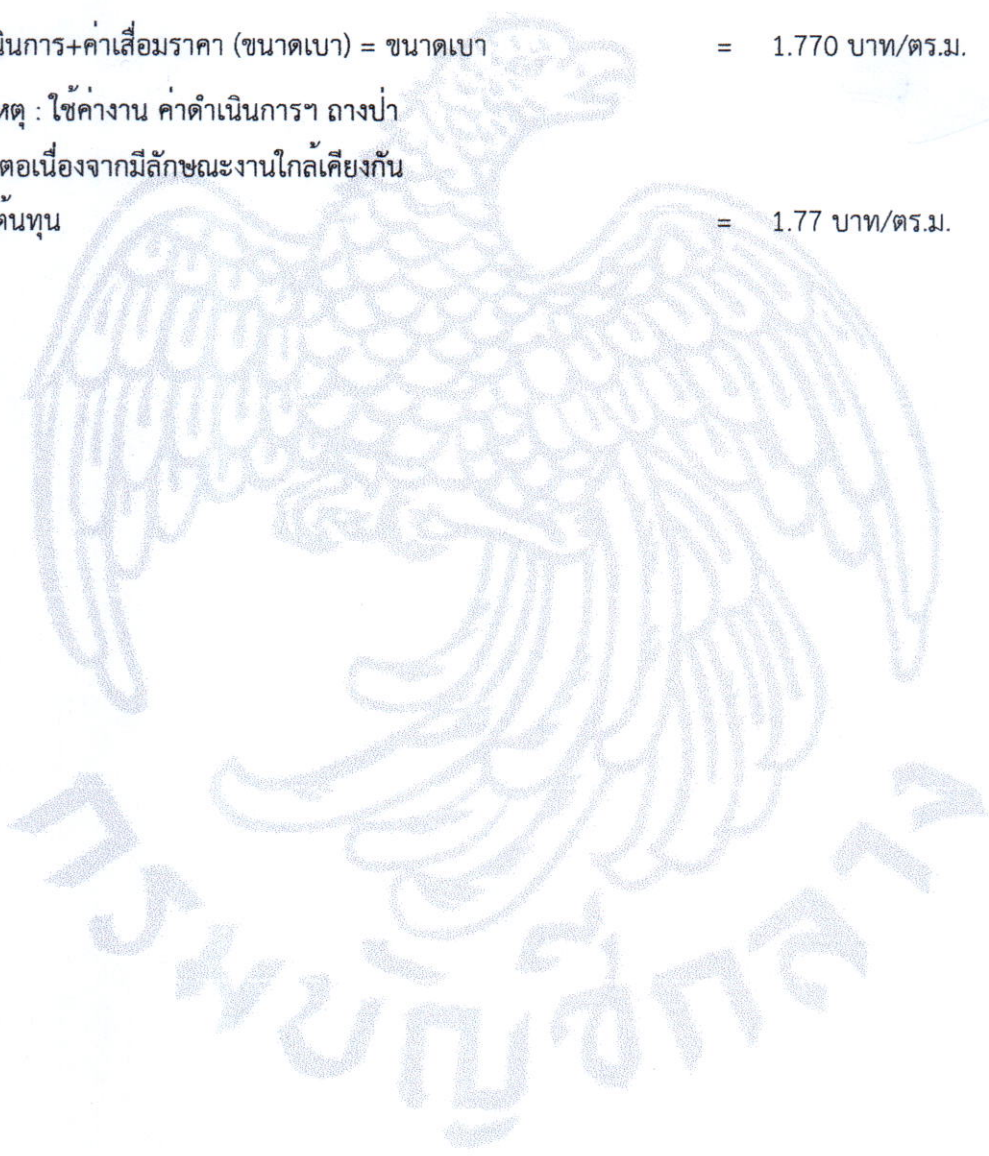 นินการ+ค่าเสื่อมราคา (ขนาดเบา) = ขนาดเบา = 1.770 บาท/ตร.ม.
หตุ : ใช้ค่างาน ค่าดำเนินการฯ ถางป่า
ตอเนื่องจากมีลักษณะงานใกล้เคียงกัน
ต้นทุน = 1.77 บาท/ตร.ม.
กรมบัญชีกลาง